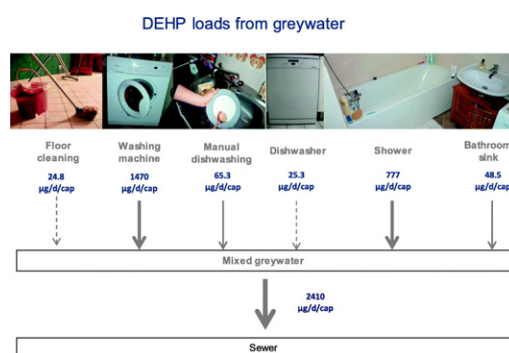 DEHP loads from greywater
Floor
cleaning
24.8
µg/d/cap
Washing
machine
1470
µg/d/cap
Manual
dishwashing
65.3
µg/d/cap
Dishwasher
25.3
µg/d/cap
Shower
777
µg/d/cap
Bathroom
sink
48.5
µg/d/cap
Mixed greywater
2410
µg/d/cap
Sewer